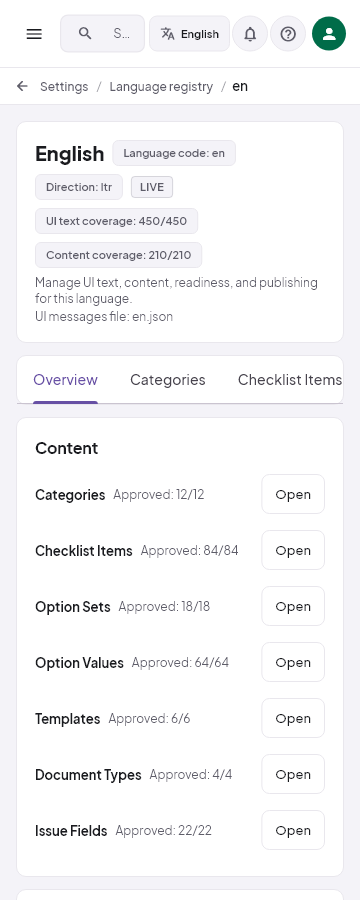 S...
English
Settings / Language registry / en
English
Language code: en
Direction: ltr
LIVE
UI text coverage: 450/450
Content coverage: 210/210
Manage UI text, content, readiness, and publishing
for this language.
UI messages file: en.json
Overview
Categories
Checklist Items
Content
Categories Approved: 12/12 Open
Checklist Items Approved: 84/84 Open
Option Sets Approved: 18/18 Open
Option Values Approved: 64/64 Open
Templates Approved: 6/6 Open
Document Types Approved: 4/4 Open
Issue Fields Approved: 22/22 Open